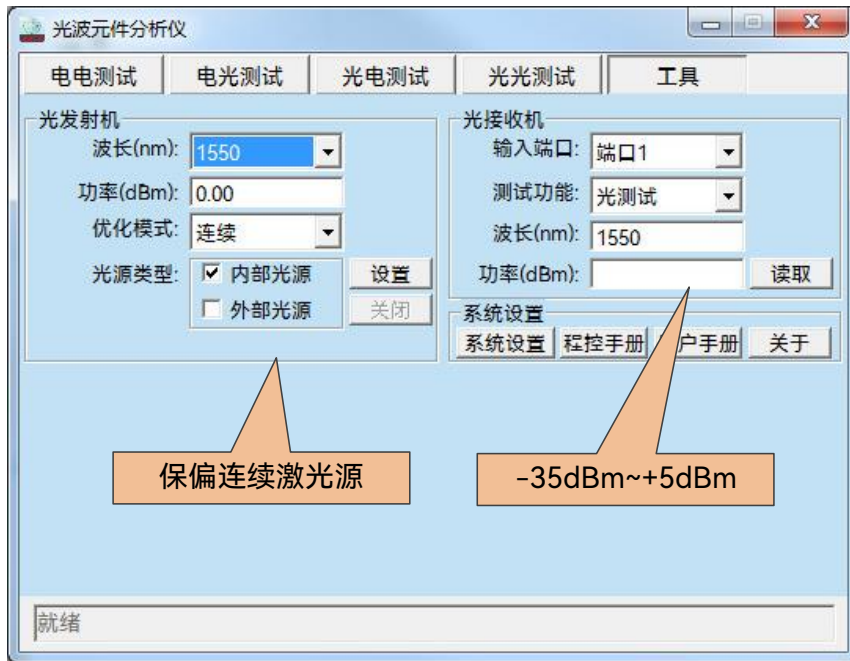 光波元件分析仪
电电测试 电光测试 光电测试 光光测试 工具
光发射机
波长(nm): 1550
功率(dBm): 0.00
优化模式: 连续
光源类型: 内部光源 设置
外部光源 关闭
光接收机
输入端口: 端口1
测试功能: 光测试
波长(nm): 1550
功率(dBm): 读取
系统设置
系统设置 程控手册 户手册 关于
保偏连续激光源
-35dBm~+5dBm
就绪